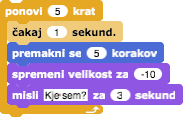 ponovi 5 krat
čakaj 1 sekund.
premakni se 5 korakov
spremeni velikost za -10
misli Kje sem? za 3 sekund